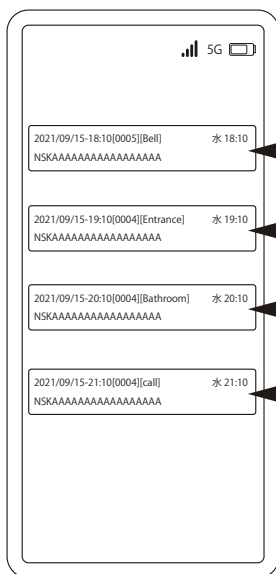 5G
2021/09/15-18:10[0005][Bell] 水 18:10
NSKAAAAAAAAAAAAAAAAA
2021/09/15-19:10[0004][Entrance] 水 19:10
NSKAAAAAAAAAAAAAAAAA
2021/09/15-20:10[0004][Bathroom] 水 20:10
NSKAAAAAAAAAAAAAAAAA
2021/09/15-21:10[0004][call] 水 21:10
NSKAAAAAAAAAAAAAAAAA